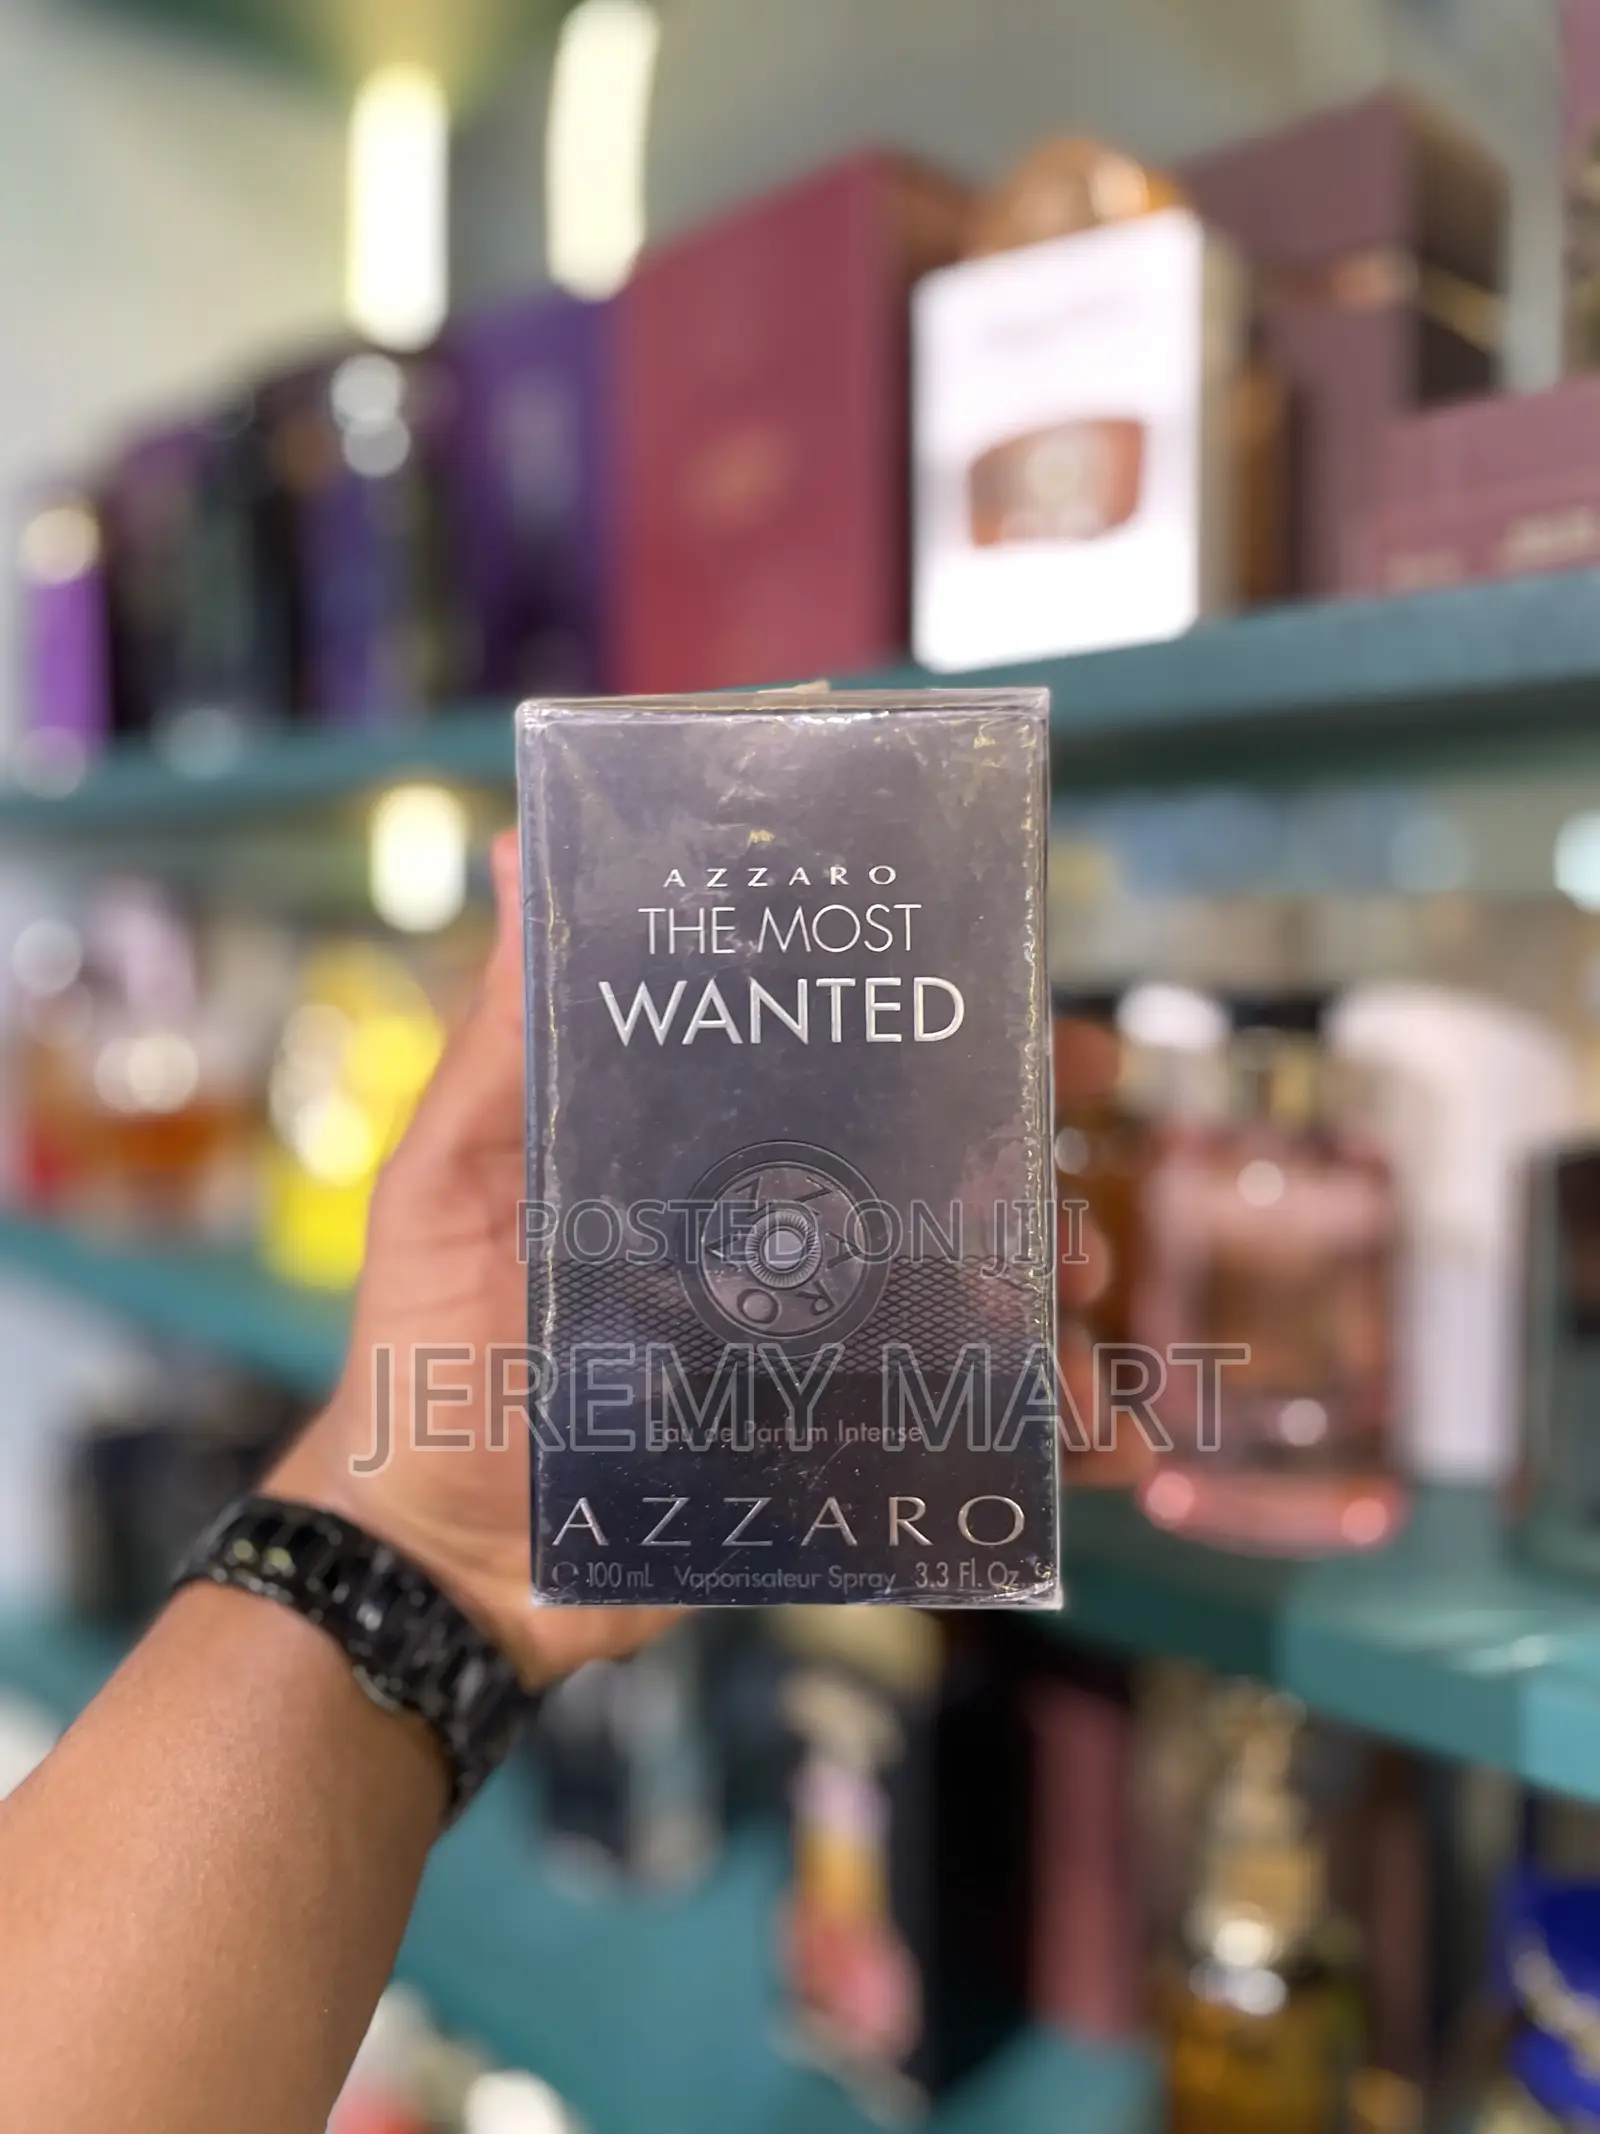 AZZARO
THE MOST
WANTED
AZZARO
POSTED ON JIJI
JEREMY MART
Eau de Parfum Intense
AZZARO
℮ 100 mL Vaporisateur Spray 3.3 Fl. Oz